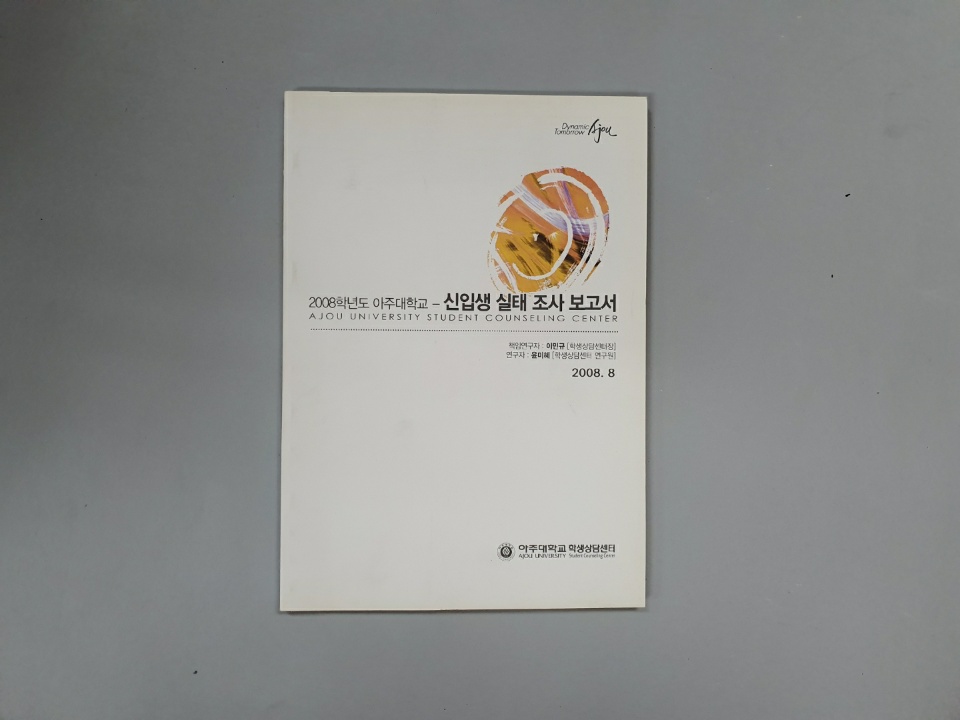 Dynamic
Tomorrow Ajou
2008학년도 아주대학교 – 신입생 실태 조사 보고서
AJOU UNIVERSITY STUDENT COUNSELING CENTER
책임연구자 : 이민규 [학생상담센터장]
연구자 : 윤미혜 [학생상담센터 연구원]
2008. 8
아주대학교 학생상담센터
AJOU UNIVERSITY Student Counseling Center